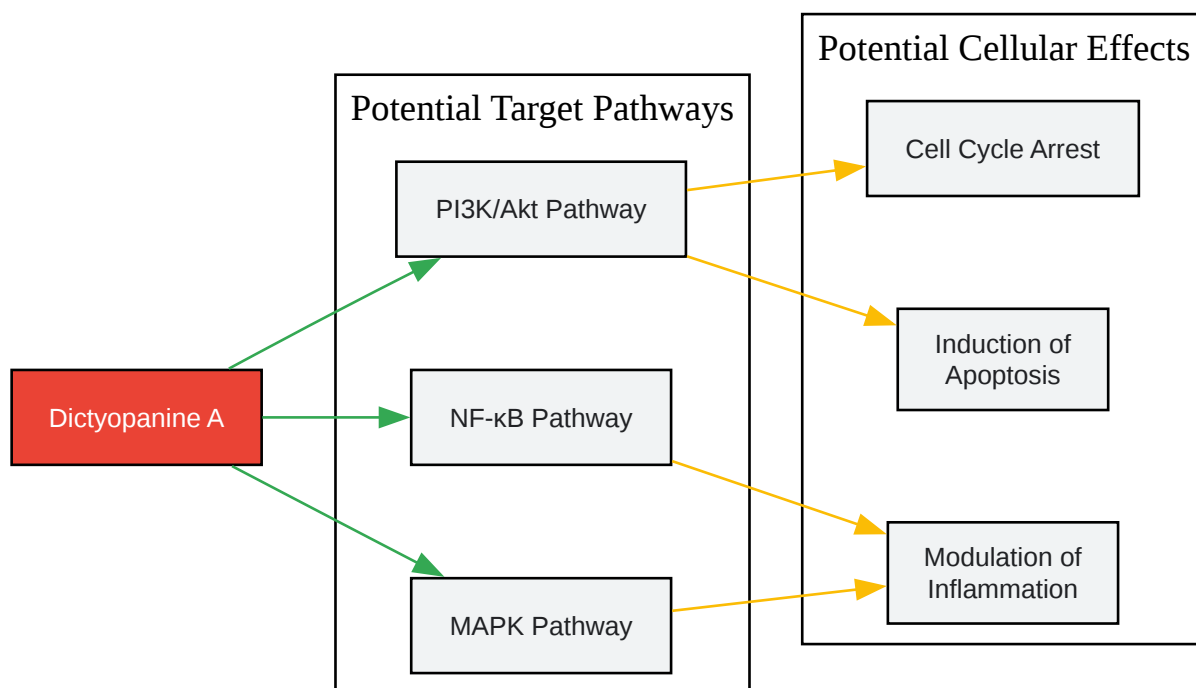 Potential Cellular Effects
Potential Target Pathways
Cell Cycle Arrest
PI3K/Akt Pathway
Induction of
Apoptosis
Dictyopanine A
NF-κB Pathway
Modulation of
Inflammation
MAPK Pathway